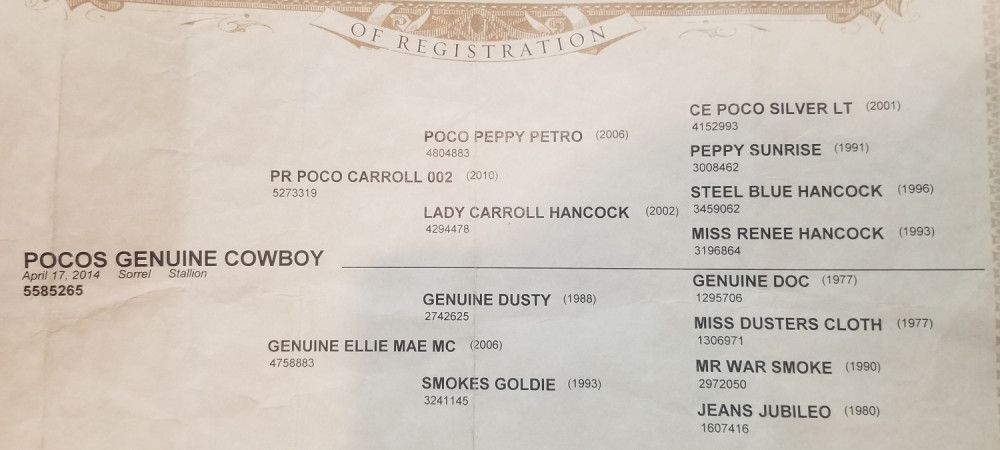 OF REGISTRATION
CE POCO SILVER LT (2001)
4152993
POCO PEPPY PETRO (2006)
4804883
PEPPY SUNRISE (1991)
3008462
PR POCO CARROLL 002 (2010)
5273319
STEEL BLUE HANCOCK (1996)
3459062
LADY CARROLL HANCOCK (2002)
4294478
MISS RENEE HANCOCK (1993)
3196864
POCOS GENUINE COWBOY
April 17, 2014 Sorrel Stallion
5585265
GENUINE DOC (1977)
1295706
GENUINE DUSTY (1988)
2742625
MISS DUSTERS CLOTH (1977)
1306971
GENUINE ELLIE MAE MC (2006)
4758883
MR WAR SMOKE (1990)
2972050
SMOKES GOLDIE (1993)
3241145
JEANS JUBILEO (1980)
1607416